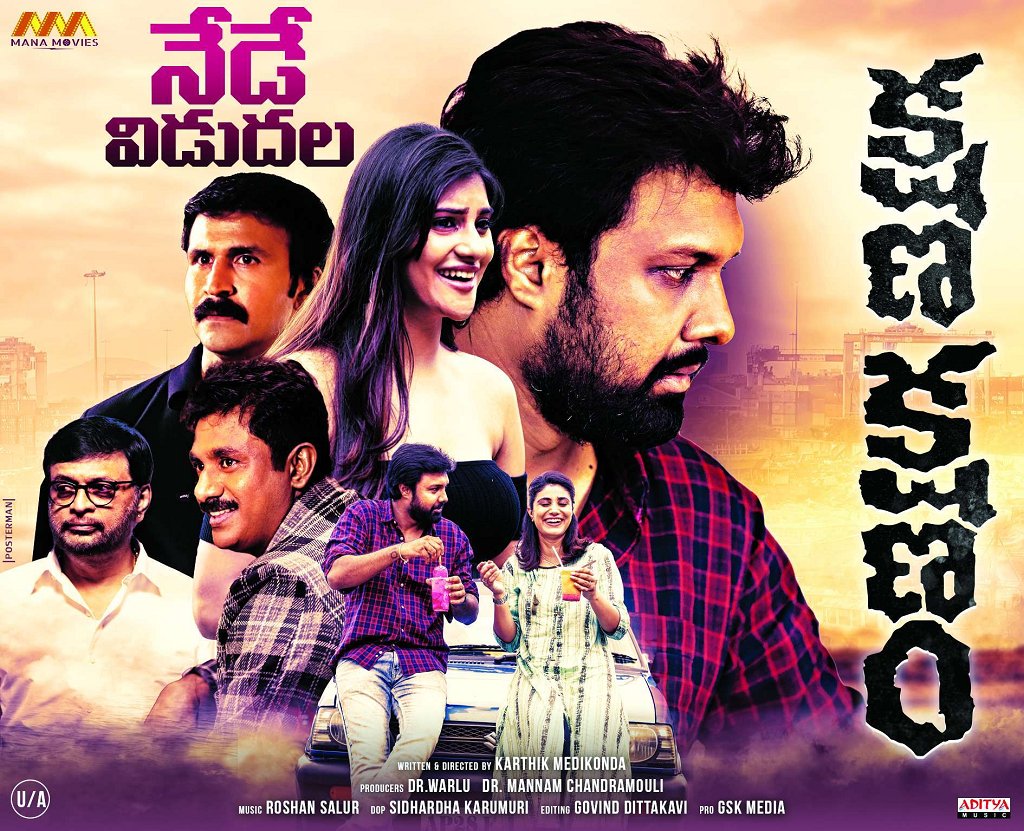 MANA MOVIES
నేడే
విడుదల
క్షణ క్షణం
|POSTERMAN|
WRITTEN & DIRECTED BY KARTHIK MEDIKONDA
PRODUCERS DR.WARLU DR. MANNAM CHANDRAMOULI
MUSIC ROSHAN SALUR DOP SIDHARDHA KARUMURI EDITING GOVIND DITTAKAVI PRO GSK MEDIA
U/A
ADITYA
MUSIC